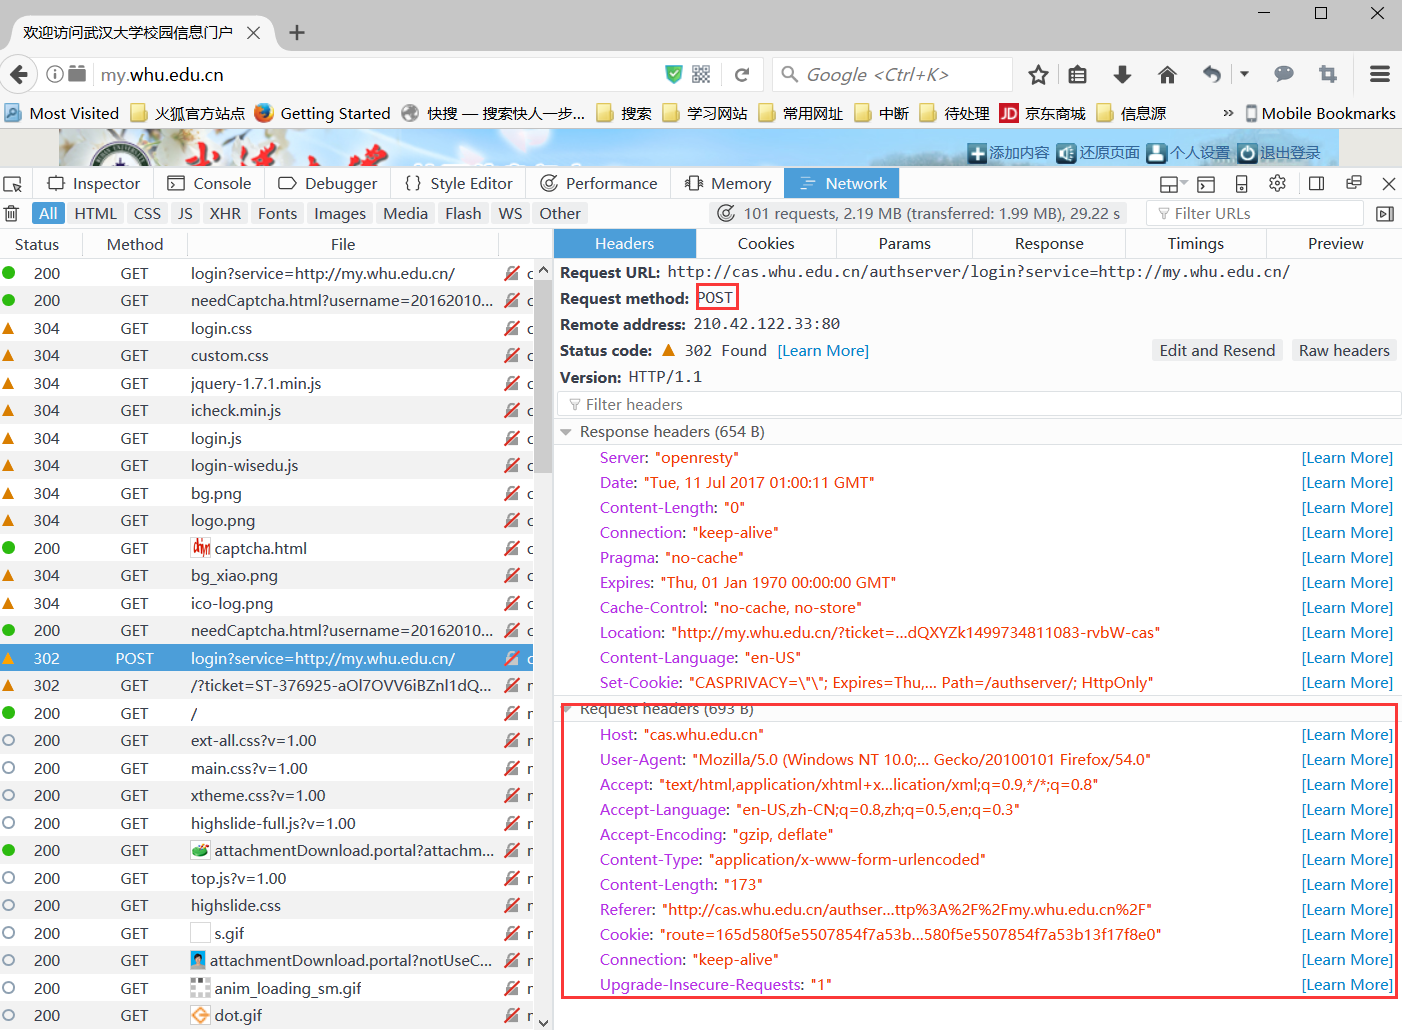 欢迎访问武汉大学校园信息门户
my.whu.edu.cn
Google <Ctrl+K>
Most Visited 火狐官方站点 Getting Started 快搜 — 搜索快人一步... 搜索 学习网站 常用网址 中断 待处理 JD 京东商城 信息源 » Mobile Bookmarks
添加内容 还原页面 个人设置 退出登录
Inspector Console Debugger Style Editor Performance Memory Network
All HTML CSS JS XHR Fonts Images Media Flash WS Other 101 requests, 2.19 MB (transferred: 1.99 MB), 29.22 s Filter URLs
Status Method File
200 GET login?service=http://my.whu.edu.cn/
200 GET needCaptcha.html?username=20162010...
304 GET login.css
304 GET custom.css
304 GET jquery-1.7.1.min.js
304 GET icheck.min.js
304 GET login.js
304 GET login-wisedu.js
304 GET bg.png
304 GET logo.png
200 GET captcha.html
304 GET bg_xiao.png
304 GET ico-log.png
200 GET needCaptcha.html?username=20162010...
302 POST login?service=http://my.whu.edu.cn/
302 GET /?ticket=ST-376925-aOl7OVV6iBZnl1dQ...
200 GET /
200 GET ext-all.css?v=1.00
200 GET main.css?v=1.00
200 GET xtheme.css?v=1.00
200 GET highslide-full.js?v=1.00
200 GET attachmentDownload.portal?attachm...
200 GET top.js?v=1.00
200 GET highslide.css
200 GET s.gif
200 GET attachmentDownload.portal?notUseC...
200 GET anim_loading_sm.gif
200 GET dot.gif
Headers Cookies Params Response Timings Preview
Request URL: http://cas.whu.edu.cn/authserver/login?service=http://my.whu.edu.cn/
Request method: POST
Remote address: 210.42.122.33:80
Status code: 302 Found [Learn More] Edit and Resend Raw headers
Version: HTTP/1.1
Filter headers
Response headers (654 B)
Server: "openresty" [Learn More]
Date: "Tue, 11 Jul 2017 01:00:11 GMT" [Learn More]
Content-Length: "0" [Learn More]
Connection: "keep-alive" [Learn More]
Pragma: "no-cache" [Learn More]
Expires: "Thu, 01 Jan 1970 00:00:00 GMT" [Learn More]
Cache-Control: "no-cache, no-store" [Learn More]
Location: "http://my.whu.edu.cn/?ticket=...dQXYZk1499734811083-rvbW-cas" [Learn More]
Content-Language: "en-US" [Learn More]
Set-Cookie: "CASPRIVACY=\"\"; Expires=Thu,... Path=/authserver/; HttpOnly" [Learn More]
Request headers (693 B)
Host: "cas.whu.edu.cn" [Learn More]
User-Agent: "Mozilla/5.0 (Windows NT 10.0;... Gecko/20100101 Firefox/54.0" [Learn More]
Accept: "text/html,application/xhtml+x...lication/xml;q=0.9,*/*;q=0.8" [Learn More]
Accept-Language: "en-US,zh-CN;q=0.8,zh;q=0.5,en;q=0.3" [Learn More]
Accept-Encoding: "gzip, deflate" [Learn More]
Content-Type: "application/x-www-form-urlencoded" [Learn More]
Content-Length: "173" [Learn More]
Referer: "http://cas.whu.edu.cn/authser...ttp%3A%2F%2Fmy.whu.edu.cn%2F" [Learn More]
Cookie: "route=165d580f5e5507854f7a53b...580f5e5507854f7a53b13f17f8e0" [Learn More]
Connection: "keep-alive" [Learn More]
Upgrade-Insecure-Requests: "1" [Learn More]